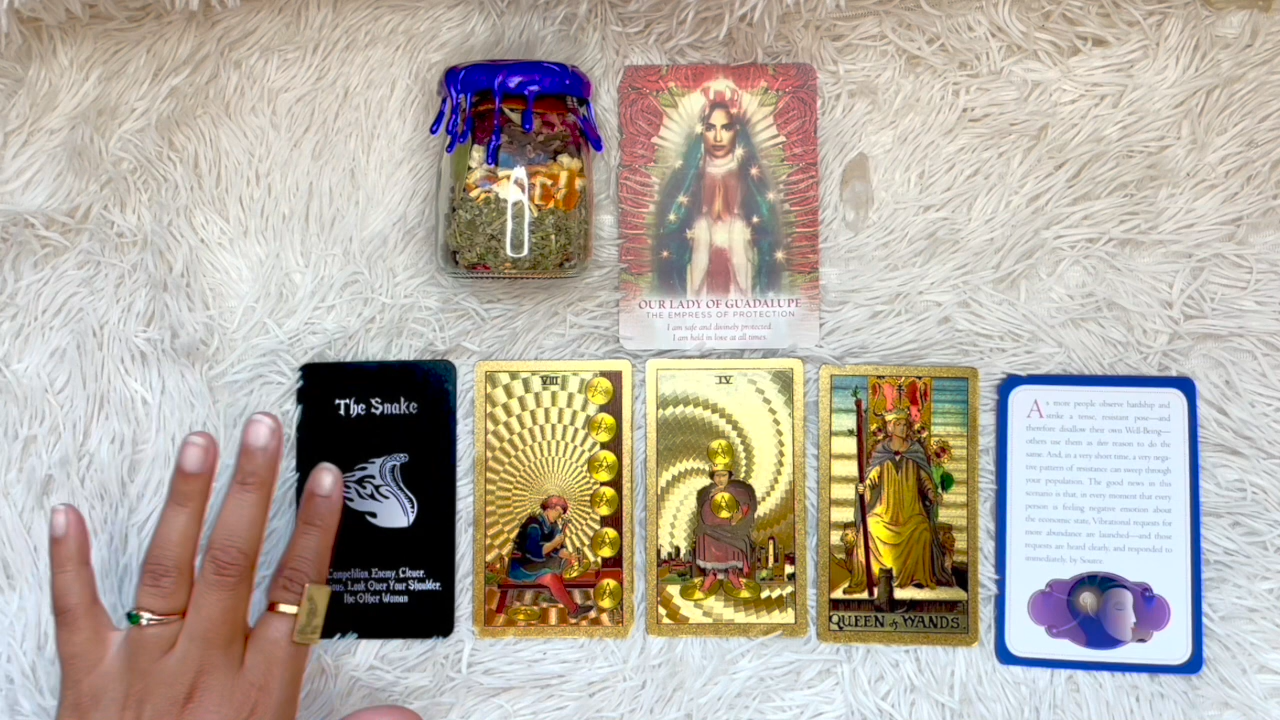 OUR LADY OF GUADALUPE
THE EMPRESS OF PROTECTION
I am safe and divinely protected.
I am held in love at all times.
The Snake
Competition, Enemy, Clever,
Look Over Your Shoulder,
the Other Woman
VIII
IV
QUEEN of WANDS.
As most people observe hardship and
strike a tense, resistant pose—and
therefore disallow their own Well-Being—
others use them as their reason to do the
same. And, in a very short time, a very nega-
tive pattern of resistance can sweep through
your population. The good news in this
scenario is that, in every moment that every
person is feeling negative emotion about
the economic state, Vibrational requests for
more abundance are launched—and those
requests are heard clearly, and responded to
immediately, by Source.